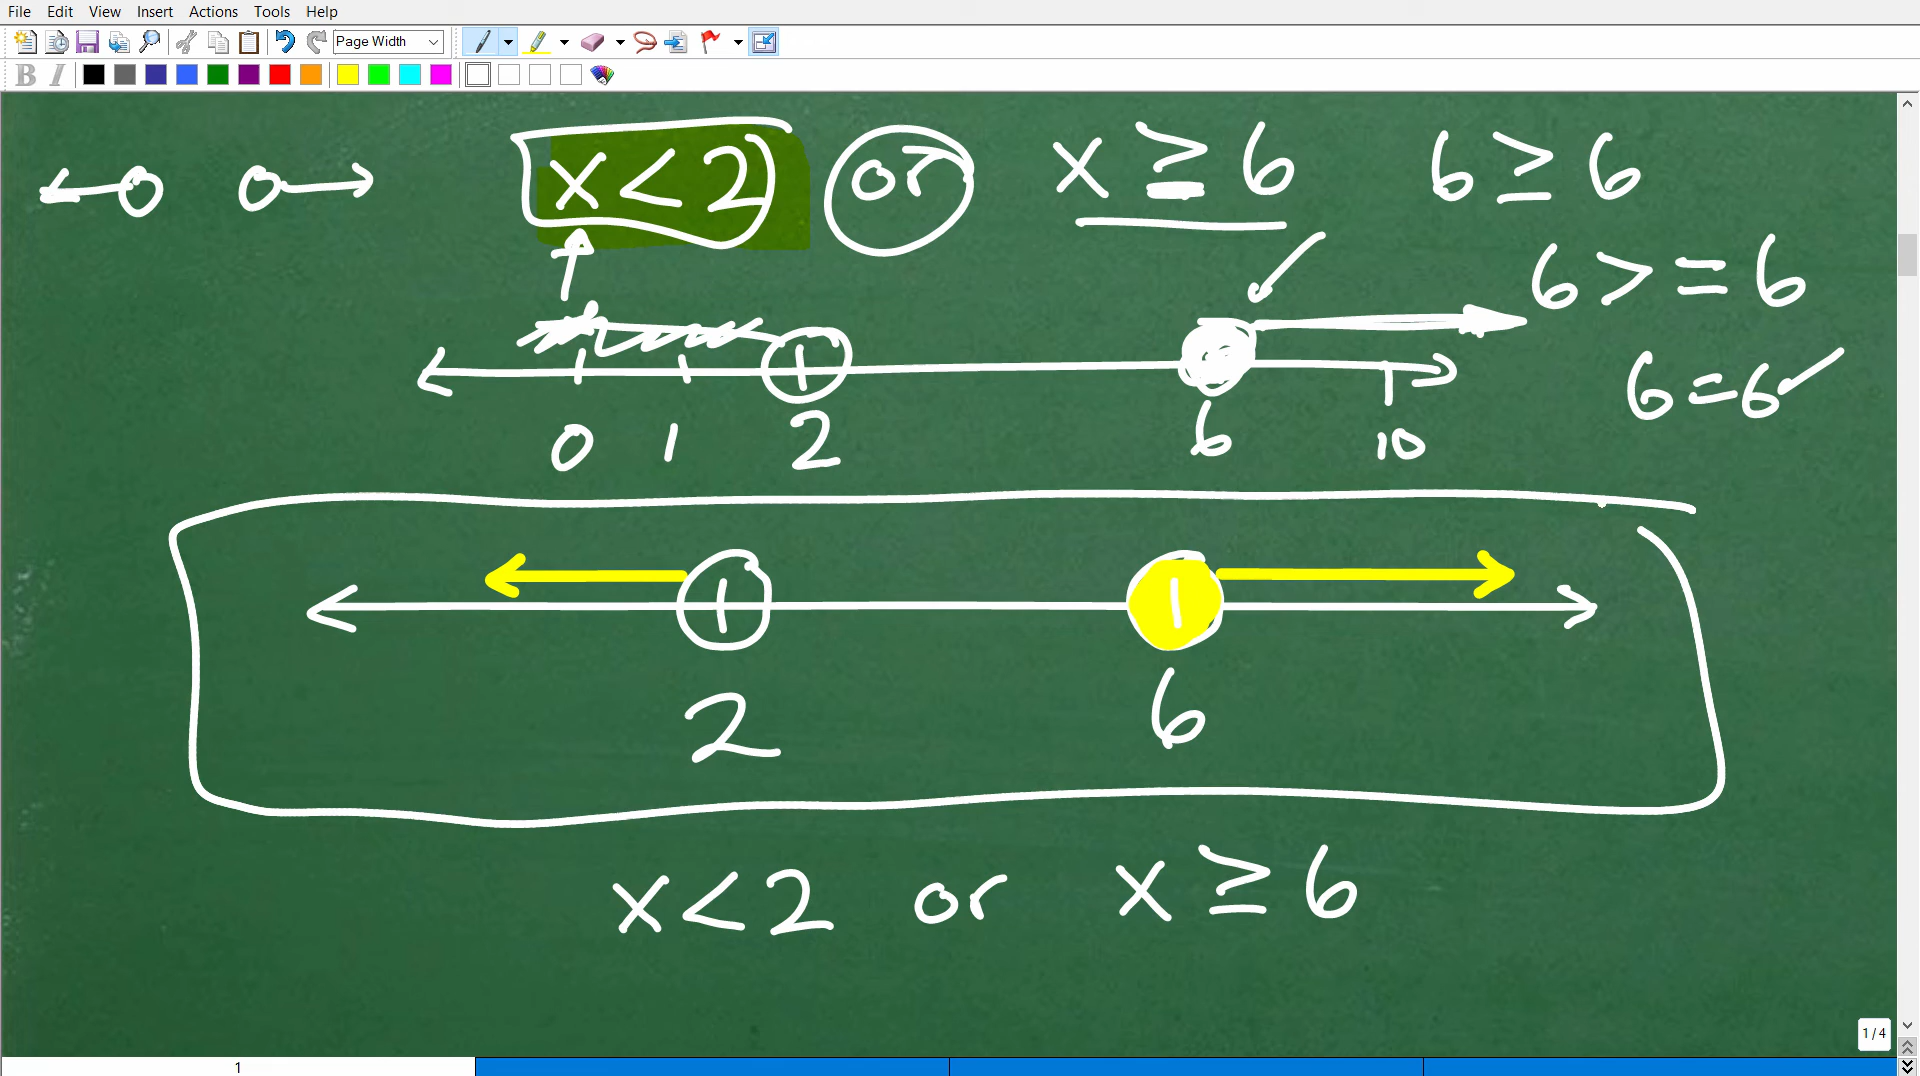 File Edit View Insert Actions Tools Help
Page Width
B I
x < 2 or x ≥ 6 6 ≥ 6
6 > = 6
6 = 6 ✓
0 1 2 6 10
2 6
x < 2 or x ≥ 6
1 / 4
1